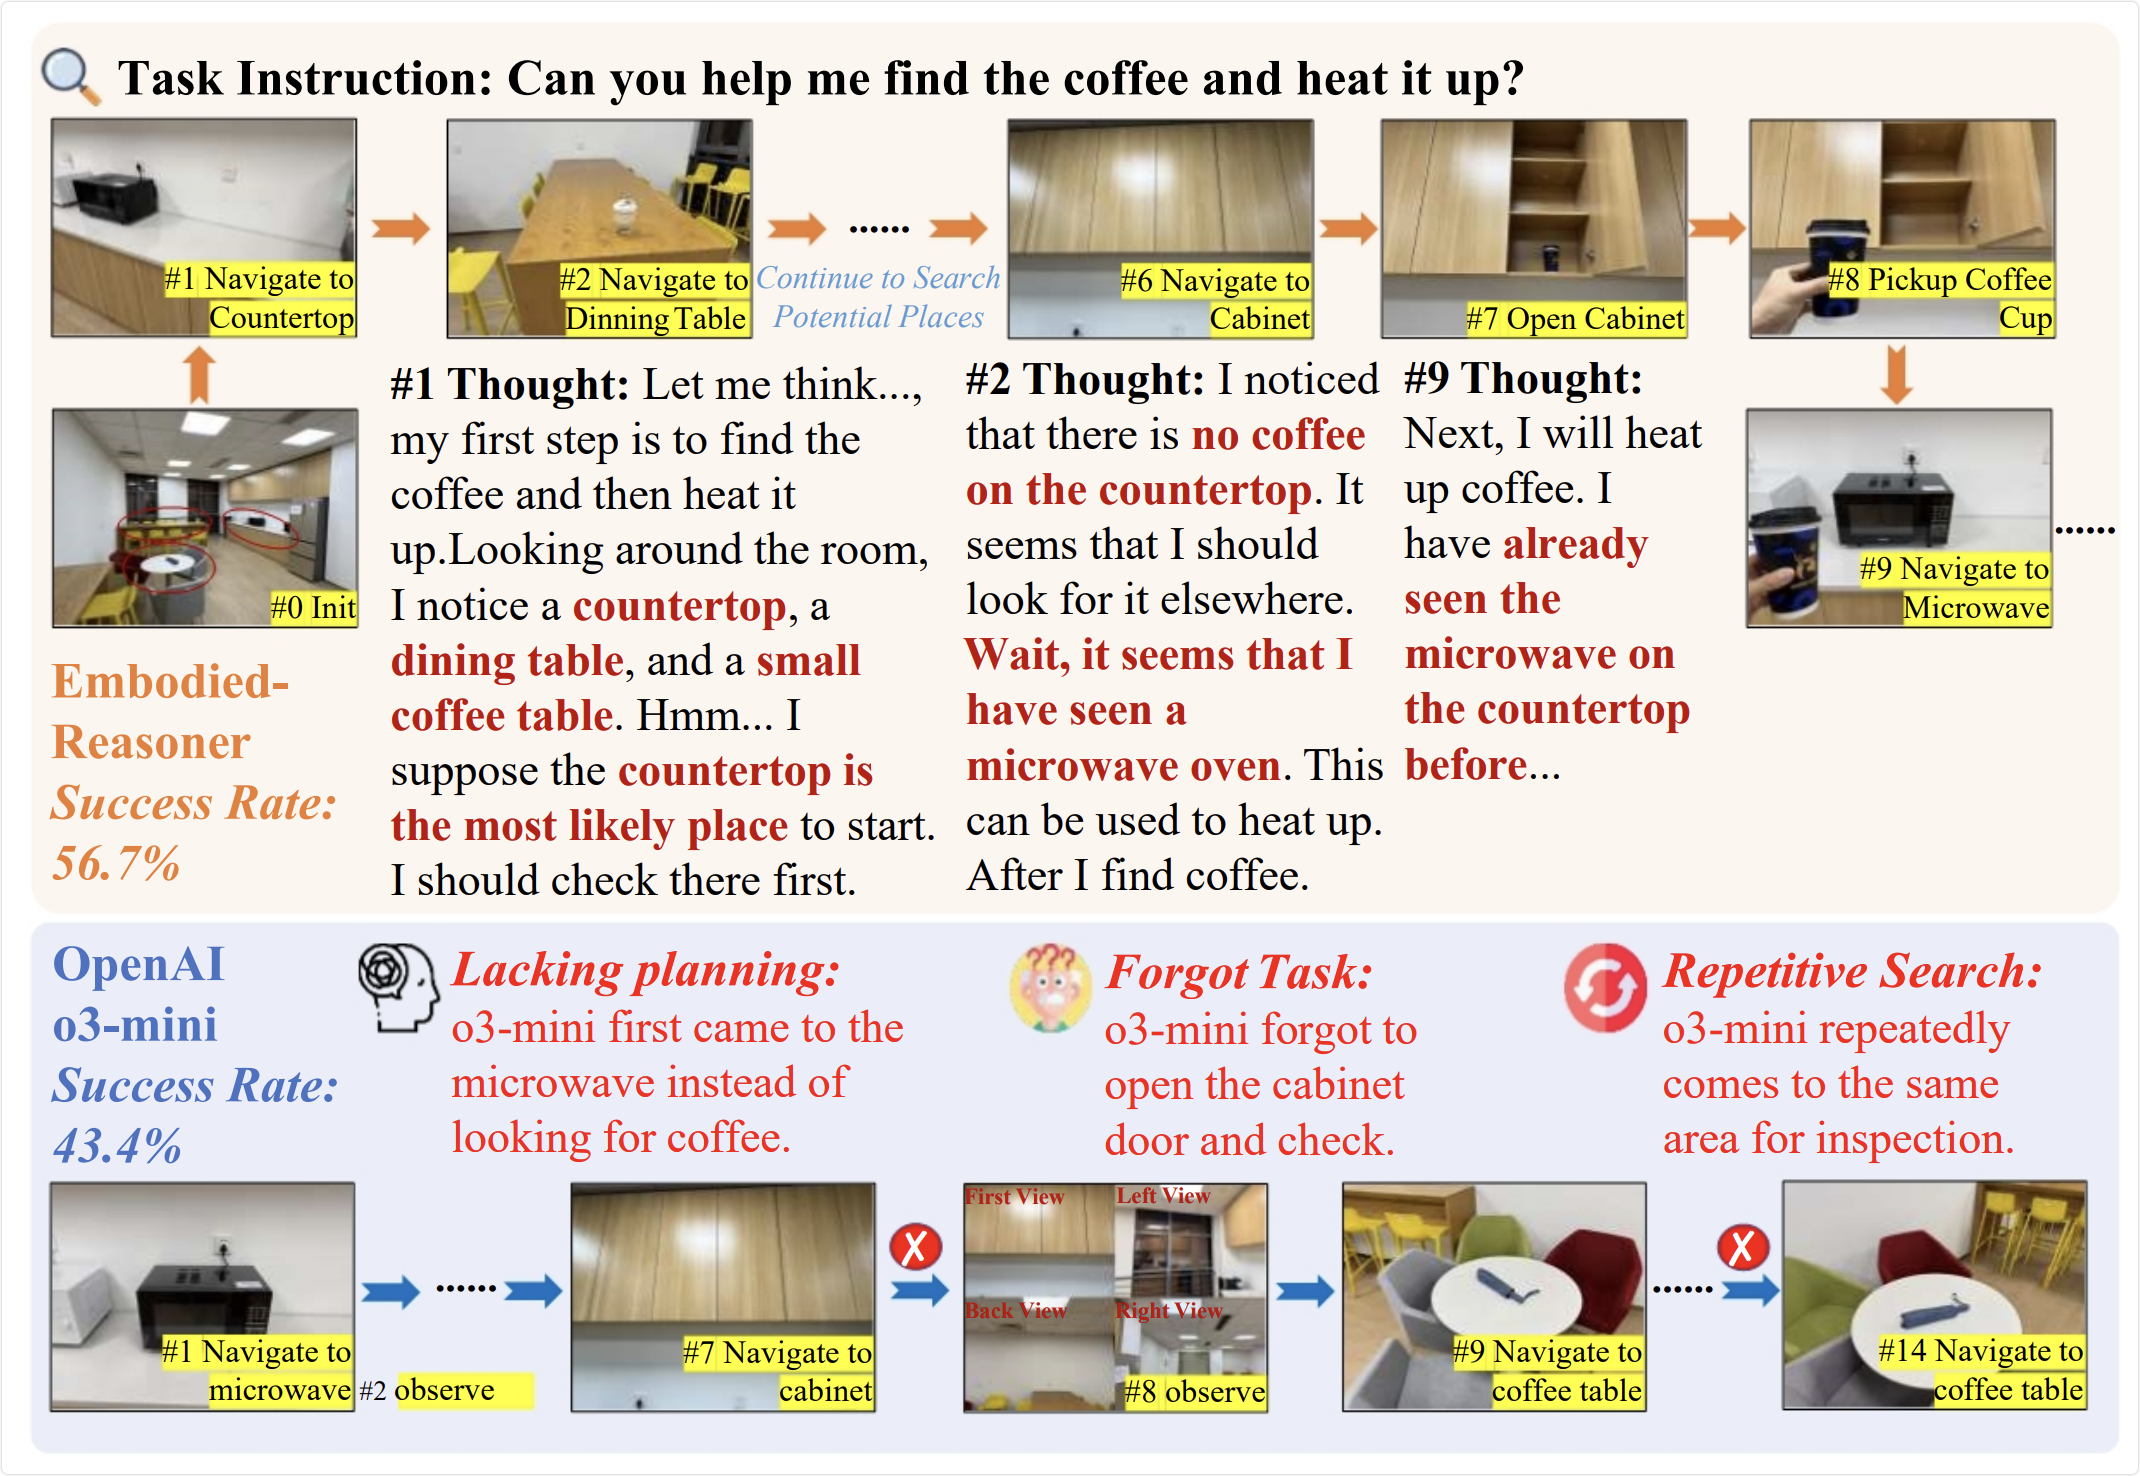 Task Instruction: Can you help me find the coffee and heat it up?
#1 Navigate to
Countertop
#2 Navigate to
Dinning Table
......
Continue to Search
Potential Places
#6 Navigate to
Cabinet
#7 Open Cabinet
#8 Pickup Coffee
Cup
#0 Init
#1 Thought: Let me think...,
my first step is to find the
coffee and then heat it
up.Looking around the room,
I notice a countertop, a
dining table, and a small
coffee table. Hmm... I
suppose the countertop is
the most likely place to start.
I should check there first.
#2 Thought: I noticed
that there is no coffee
on the countertop. It
seems that I should
look for it elsewhere.
Wait, it seems that I
have seen a
microwave oven. This
can be used to heat up.
After I find coffee.
#9 Thought:
Next, I will heat
up coffee. I
have already
seen the
microwave on
the countertop
before...
#9 Navigate to
Microwave
......
Embodied-
Reasoner
Success Rate:
56.7%
OpenAI
o3-mini
Success Rate:
43.4%
Lacking planning:
o3-mini first came to the
microwave instead of
looking for coffee.
Forgot Task:
o3-mini forgot to
open the cabinet
door and check.
Repetitive Search:
o3-mini repeatedly
comes to the same
area for inspection.
#1 Navigate to
microwave
......
#2 observe
#7 Navigate to
cabinet
X
First View
Left View
Back View
Right View
#8 observe
#9 Navigate to
coffee table
......
X
#14 Navigate to
coffee table